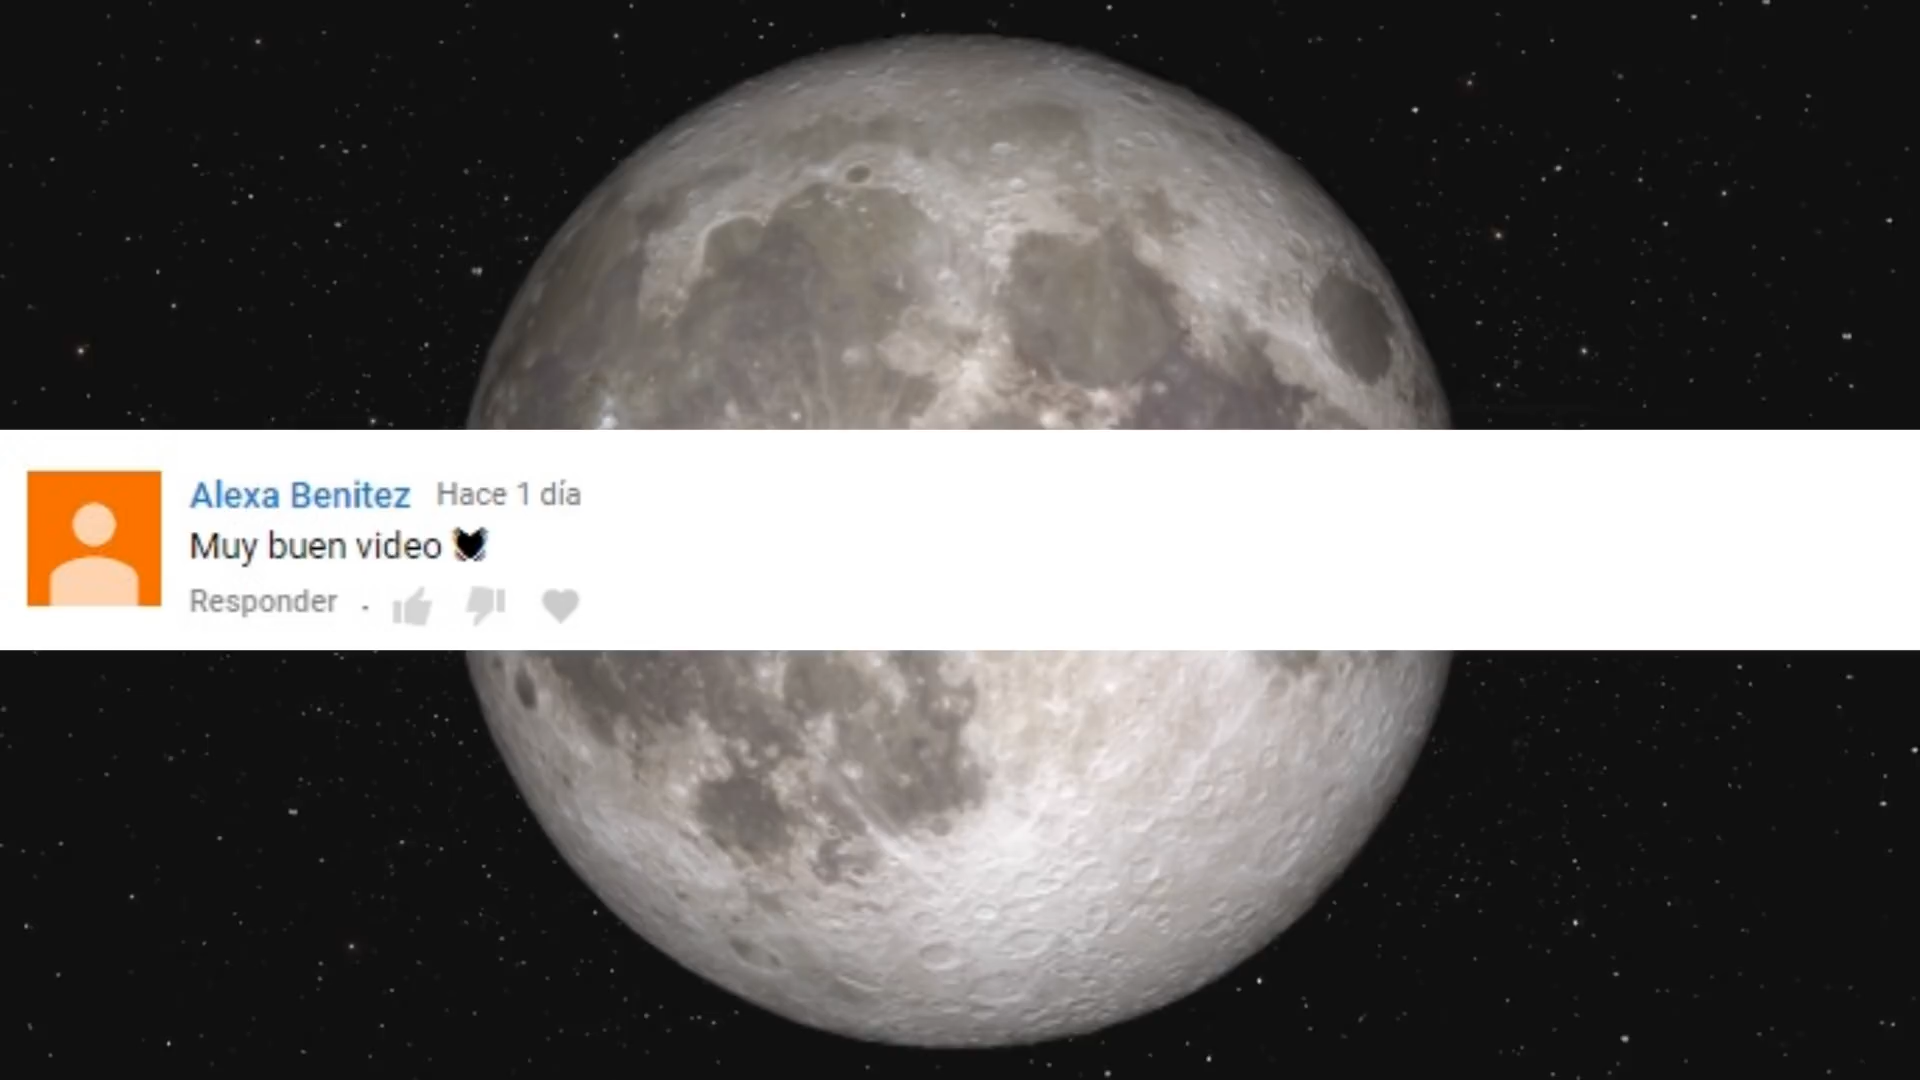 Alexa Benitez Hace 1 día
Muy buen video 🖤
Responder .